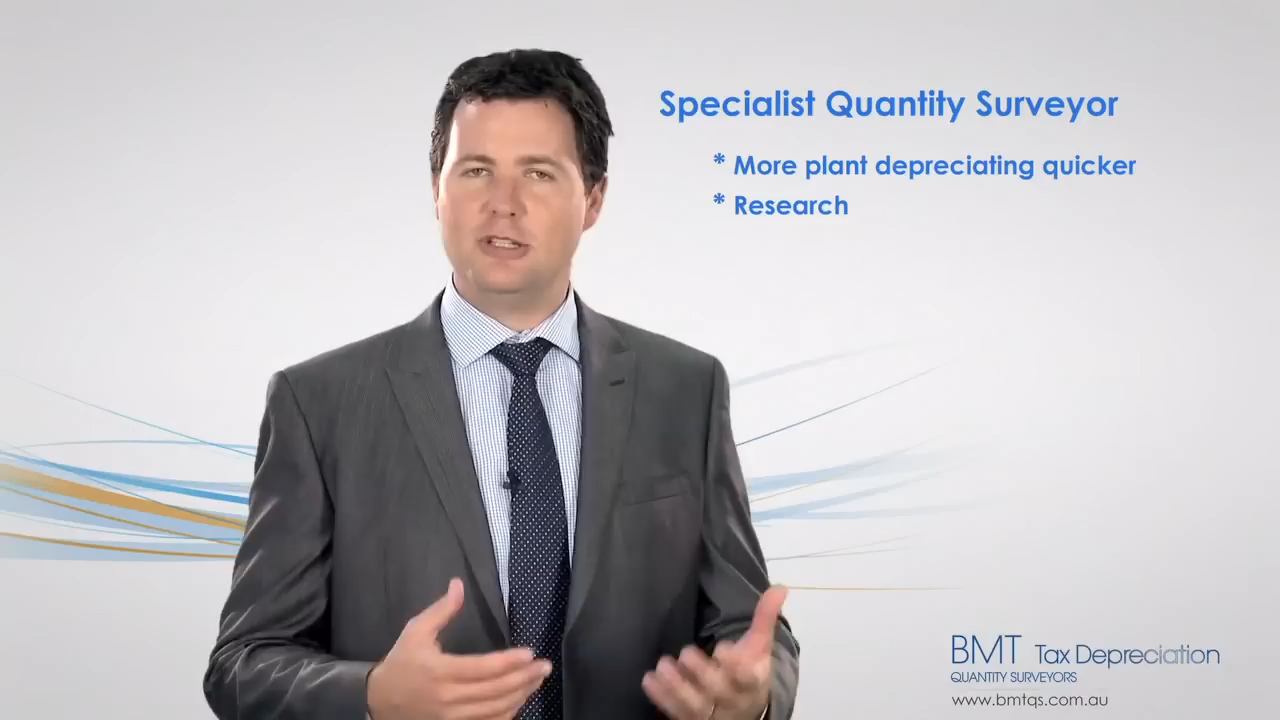 Specialist Quantity Surveyor
* More plant depreciating quicker
* Research
BMT Tax Depreciation
QUANTITY SURVEYORS
www.bmtqs.com.au